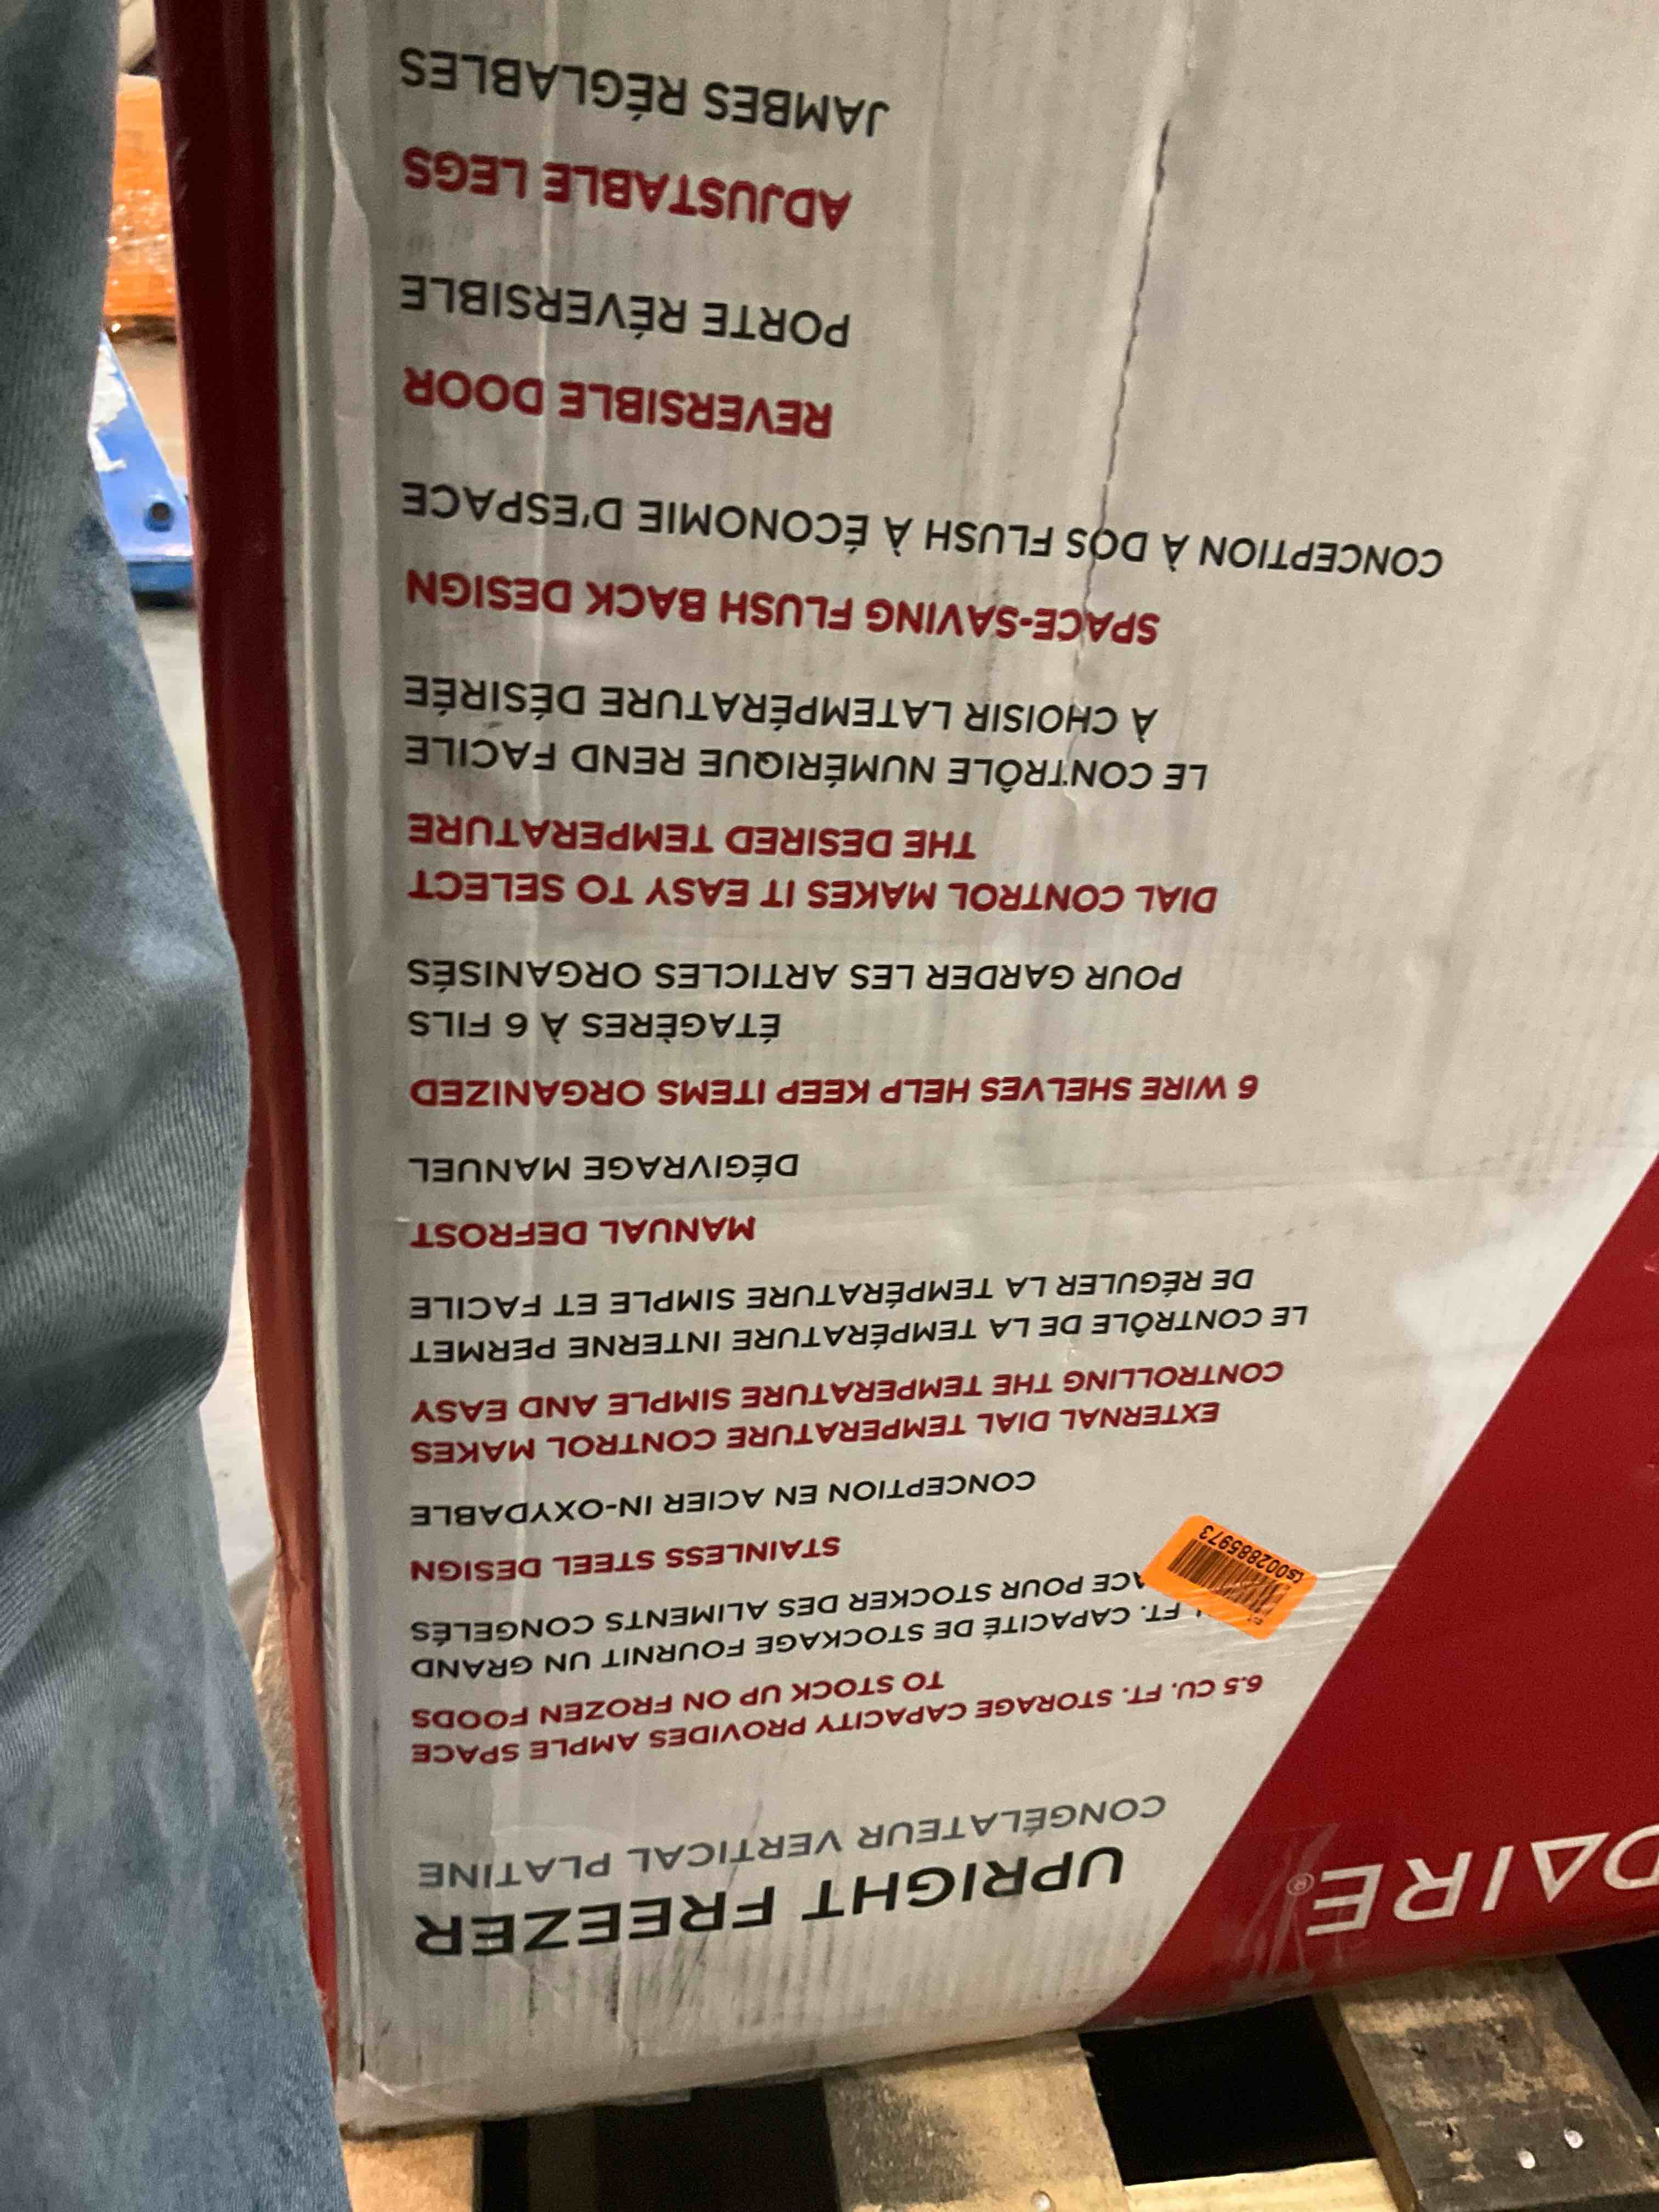 DAIRE®
UPRIGHT FREEZER
CONGÉLATEUR VERTICAL PLATINE
6.5 CU. FT. STORAGE CAPACITY PROVIDES AMPLE SPACE
TO STOCK UP ON FROZEN FOODS
FT. CAPACITÉ DE STOCKAGE FOURNIT UN GRAND
ACE POUR STOCKER DES ALIMENTS CONGELÉS
STAINLESS STEEL DESIGN
CONCEPTION EN ACIER IN-OXYDABLE
EXTERNAL DIAL TEMPERATURE CONTROL MAKES
CONTROLLING THE TEMPERATURE SIMPLE AND EASY
LE CONTRÔLE DE LA TEMPÉRATURE INTERNE PERMET
DE RÉGULER LA TEMPÉRATURE SIMPLE ET FACILE
MANUAL DEFROST
DÉGIVRAGE MANUEL
6 WIRE SHELVES HELP KEEP ITEMS ORGANIZED
ÉTAGÈRES À 6 FILS
POUR GARDER LES ARTICLES ORGANISÉS
DIAL CONTROL MAKES IT EASY TO SELECT
THE DESIRED TEMPERATURE
LE CONTRÔLE NUMÉRIQUE REND FACILE
À CHOISIR LATEMPÉRATURE DÉSIRÉE
SPACE-SAVING FLUSH BACK DESIGN
CONCEPTION À DOS FLUSH À ÉCONOMIE D'ESPACE
REVERSIBLE DOOR
PORTE RÉVERSIBLE
ADJUSTABLE LEGS
JAMBES RÉGLABLES
CS002885973